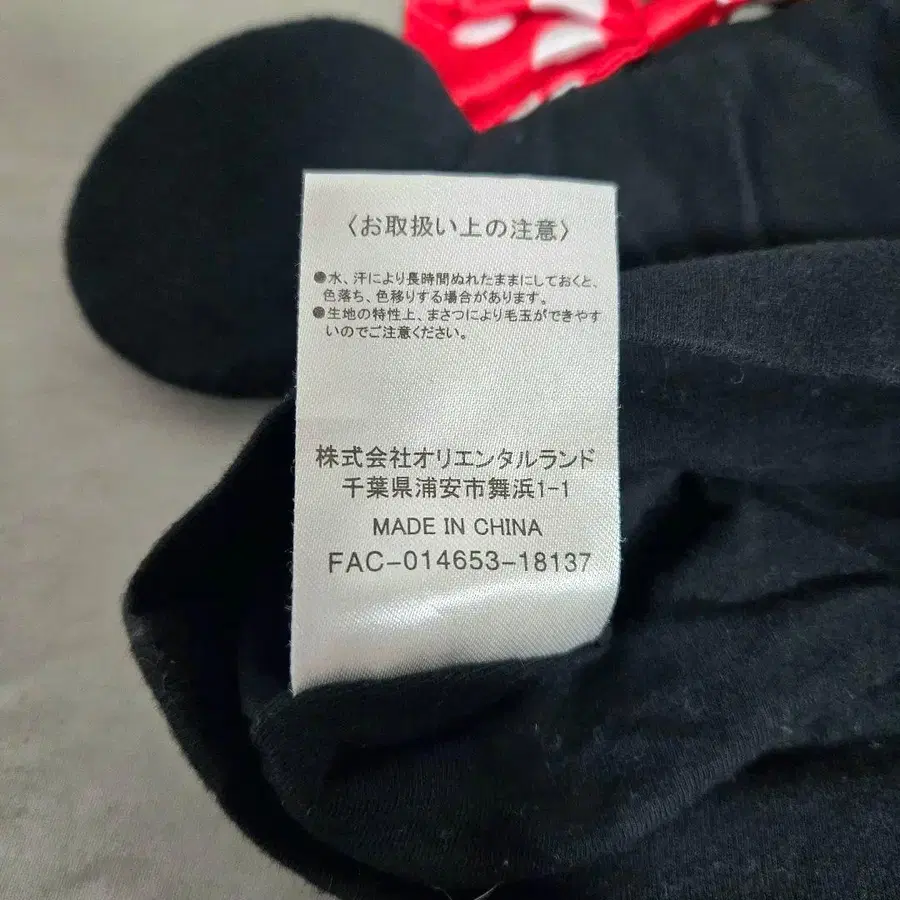 〈お取扱い上の注意〉
●水、汗により長時間ぬれたままにしておくと、
色落ち、色移りする場合があります。
●生地の特性上、まさつにより毛玉ができやす
いのでご注意ください。
株式会社オリエンタルランド
千葉県浦安市舞浜1-1
MADE IN CHINA
FAC-014653-18137